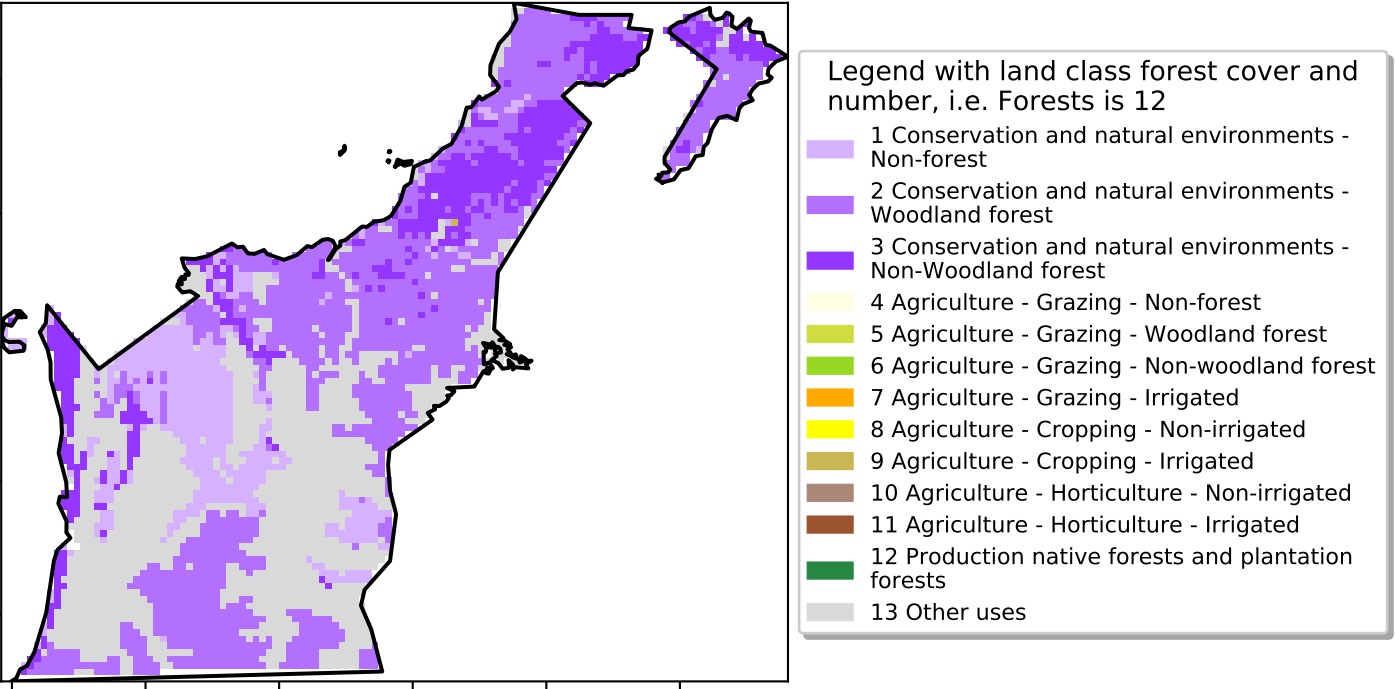 Legend with land class forest cover and
number, i.e. Forests is 12
1 Conservation and natural environments -
Non-forest
2 Conservation and natural environments -
Woodland forest
3 Conservation and natural environments -
Non-Woodland forest
4 Agriculture - Grazing - Non-forest
5 Agriculture - Grazing - Woodland forest
6 Agriculture - Grazing - Non-woodland forest
7 Agriculture - Grazing - Irrigated
8 Agriculture - Cropping - Non-irrigated
9 Agriculture - Cropping - Irrigated
10 Agriculture - Horticulture - Non-irrigated
11 Agriculture - Horticulture - Irrigated
12 Production native forests and plantation
forests
13 Other uses